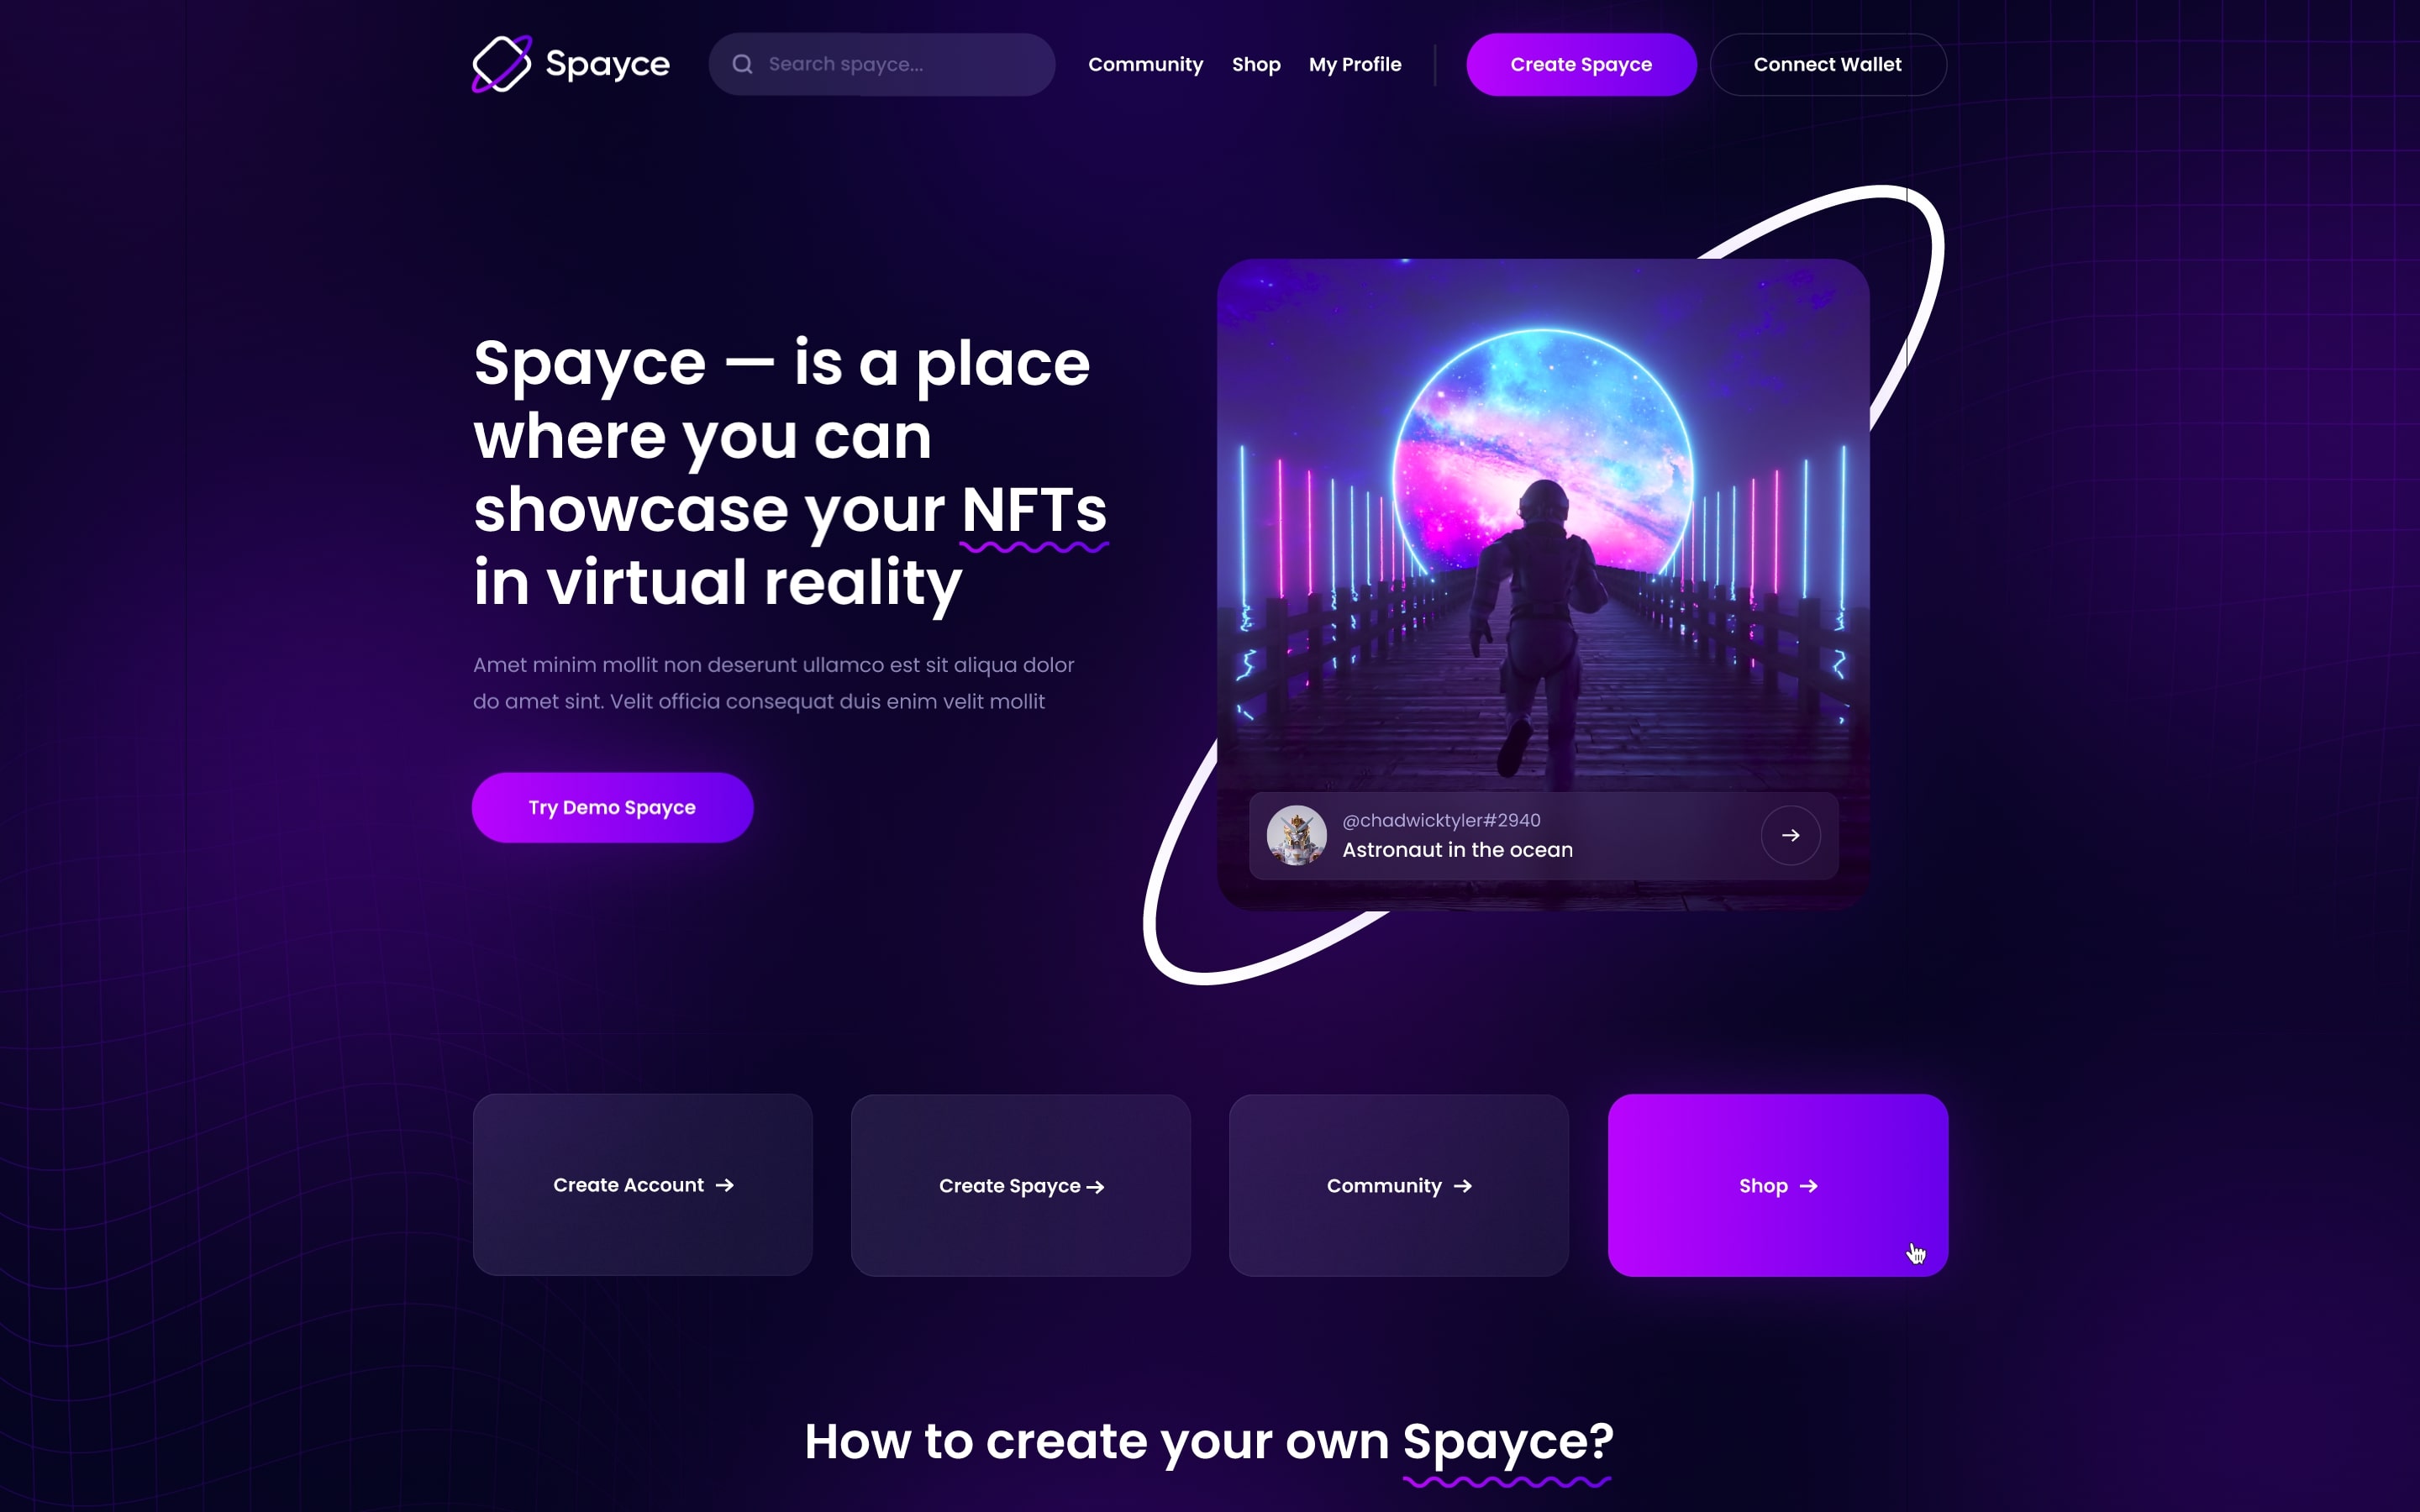 Spayce
Search spayce...
Community
Shop
My Profile
Create Spayce
Connect Wallet
Spayce — is a place
where you can
showcase your NFTs
in virtual reality
Amet minim mollit non deserunt ullamco est sit aliqua dolor
do amet sint. Velit officia consequat duis enim velit mollit
Try Demo Spayce
@chadwicktyler#2940
Astronaut in the ocean
Create Account →
Create Spayce →
Community →
Shop →
How to create your own Spayce?